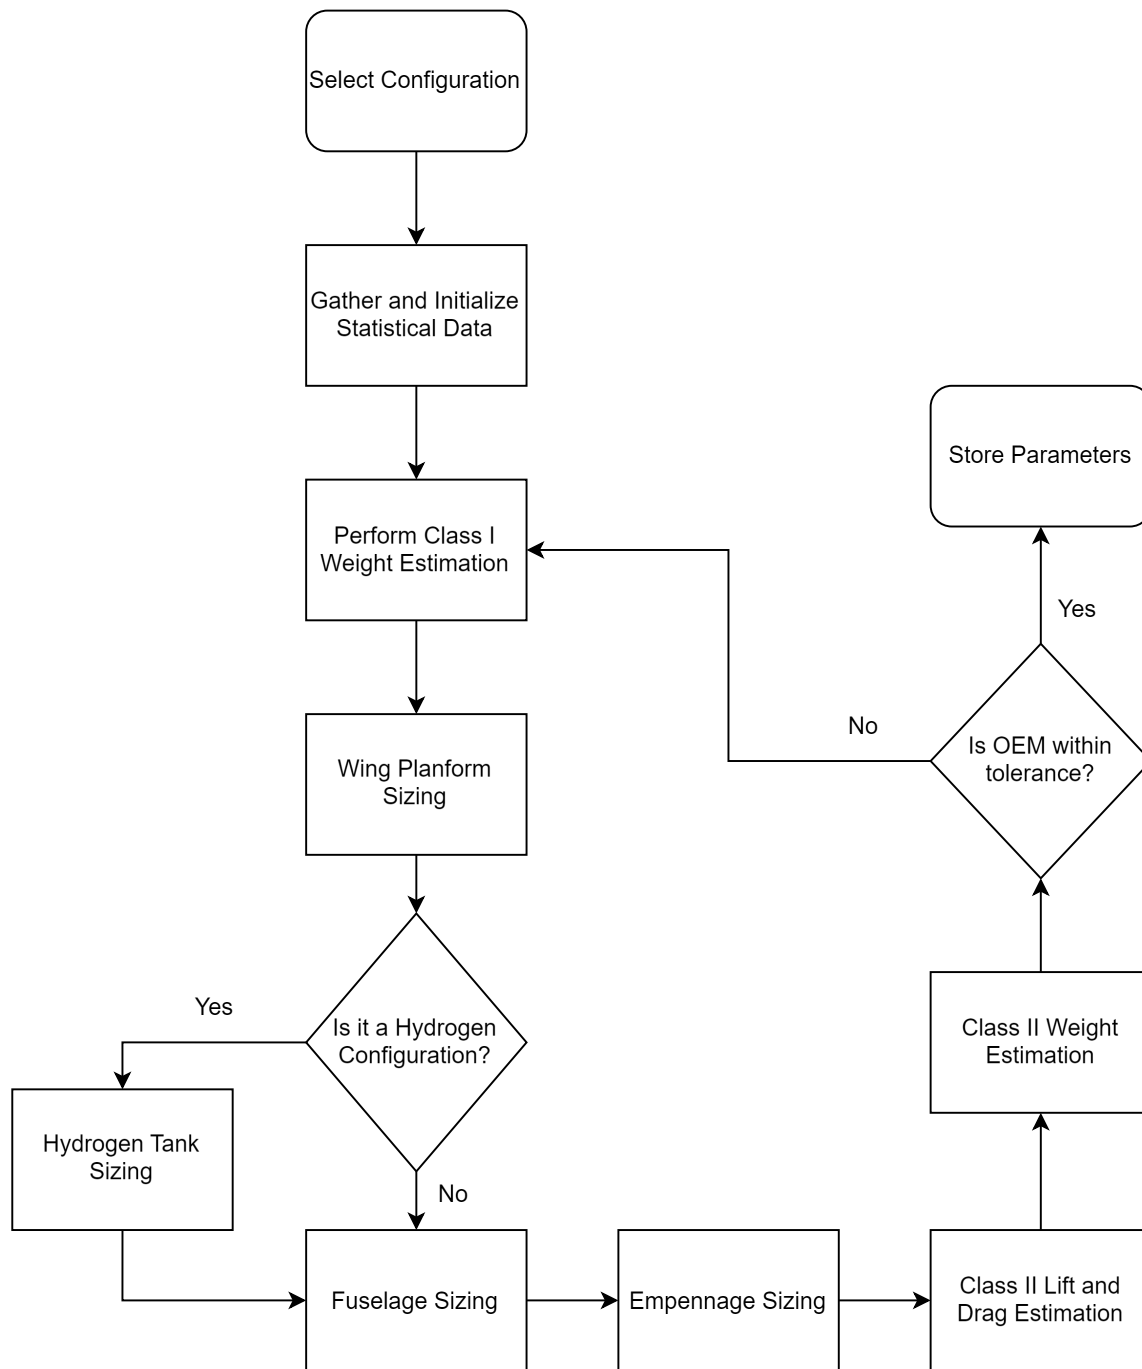 Select Configuration
Gather and Initialize
Statistical Data
Perform Class I
Weight Estimation
Wing Planform
Sizing
Is it a Hydrogen
Configuration?
Yes
No
Hydrogen Tank
Sizing
Fuselage Sizing
Empennage Sizing
Class II Lift and
Drag Estimation
Class II Weight
Estimation
Is OEM within
tolerance?
No
Yes
Store Parameters